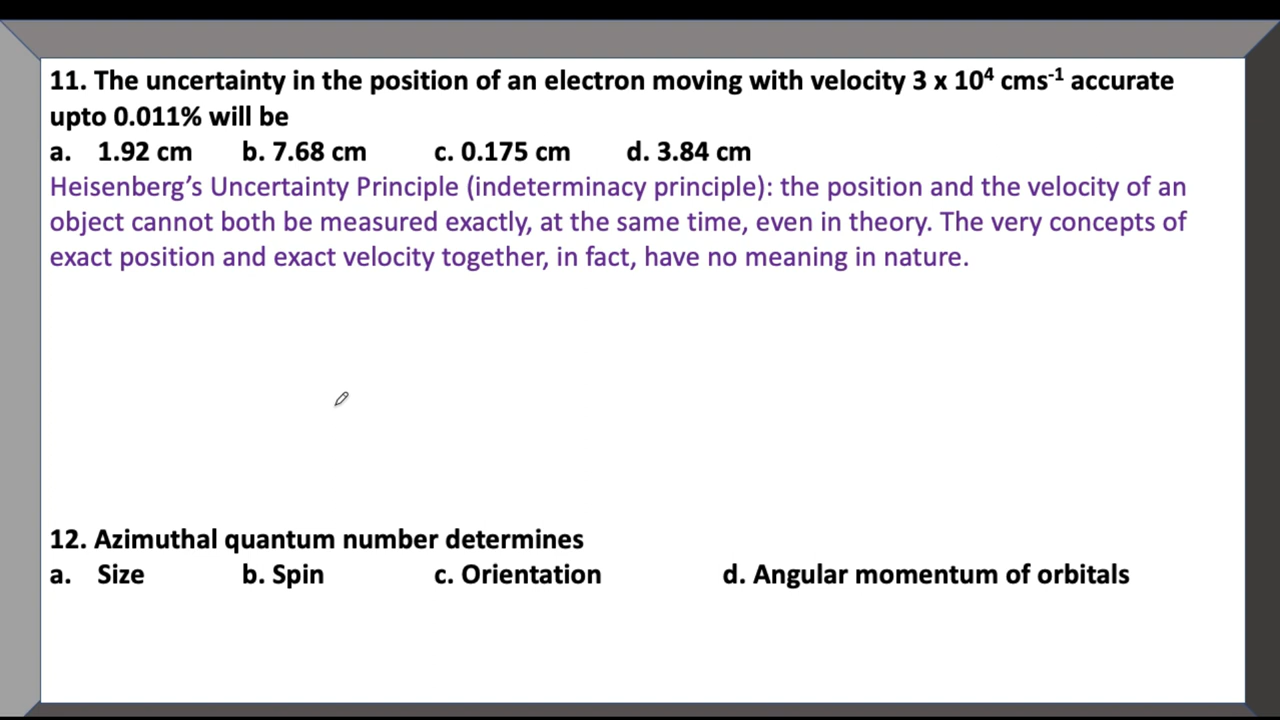 11. The uncertainty in the position of an electron moving with velocity 3 x 10⁴ cms⁻¹ accurate
upto 0.011% will be
a. 1.92 cm b. 7.68 cm c. 0.175 cm d. 3.84 cm
Heisenberg’s Uncertainty Principle (indeterminacy principle): the position and the velocity of an
object cannot both be measured exactly, at the same time, even in theory. The very concepts of
exact position and exact velocity together, in fact, have no meaning in nature.
12. Azimuthal quantum number determines
a. Size b. Spin c. Orientation d. Angular momentum of orbitals